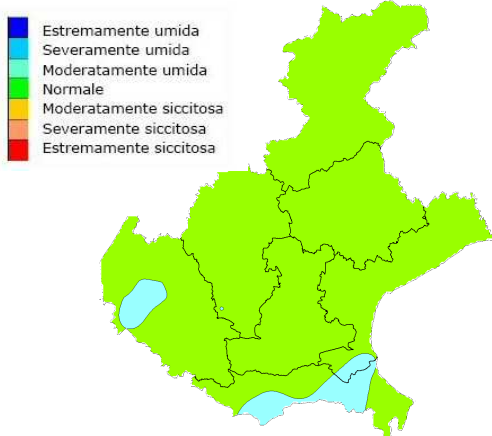 Estremamente umida
Severamente umida
Moderatamente umida
Normale
Moderatamente siccitosa
Severamente siccitosa
Estremamente siccitosa